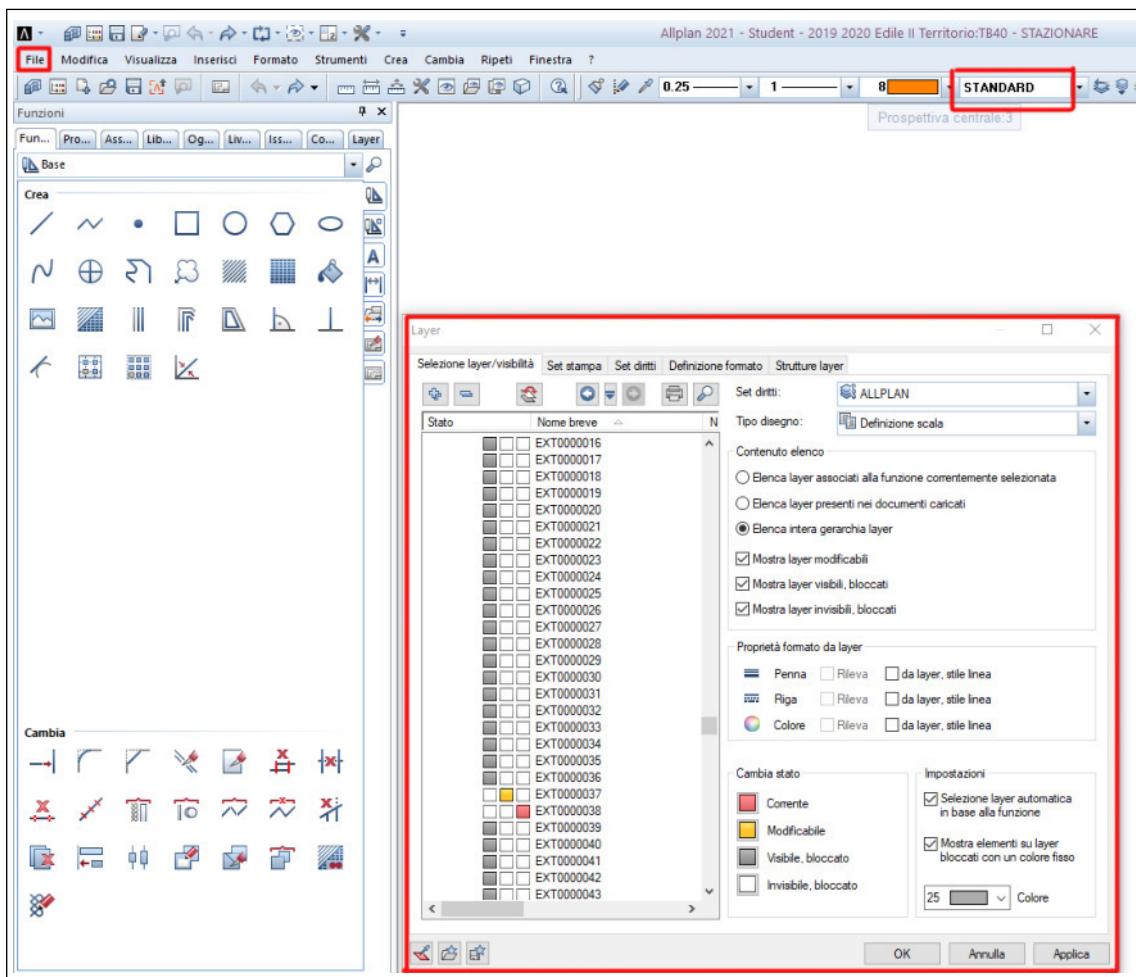 Allplan 2021 - Student - 2019 2020 Edile II Territorio:TB40 - STAZIONARE
File Modifica Visualizza Inserisci Formato Strumenti Crea Cambia Ripeti Finestra ?
0.25 1 8 STANDARD
Funzioni
Prospettiva centrale:3
Fun... Pro... Ass... Lib... Og... Liv... Iss... Co... Layer
Base
Crea
A
Cambia
Layer
Selezione layer/visibilità Set stampa Set diritti Definizione formato Strutture layer
Set diritti: ALLPLAN
Tipo disegno: Definizione scala
Stato Nome breve N
EXT0000016
EXT0000017
EXT0000018
EXT0000019
EXT0000020
EXT0000021
EXT0000022
EXT0000023
EXT0000024
EXT0000025
EXT0000026
EXT0000027
EXT0000028
EXT0000029
EXT0000030
EXT0000031
EXT0000032
EXT0000033
EXT0000034
EXT0000035
EXT0000036
EXT0000037
EXT0000038
EXT0000039
EXT0000040
EXT0000041
EXT0000042
EXT0000043
Contenuto elenco
Elenca layer associati alla funzione correntemente selezionata
Elenca layer presenti nei documenti caricati
Elenca intera gerarchia layer
Mostra layer modificabili
Mostra layer visibili, bloccati
Mostra layer invisibili, bloccati
Proprietà formato da layer
Penna Rileva da layer, stile linea
Riga Rileva da layer, stile linea
Colore Rileva da layer, stile linea
Cambia stato
Corrente
Modificabile
Visibile, bloccato
Invisibile, bloccato
Impostazioni
Selezione layer automatica
in base alla funzione
Mostra elementi su layer
bloccati con un colore fisso
25 Colore
OK Annulla Applica